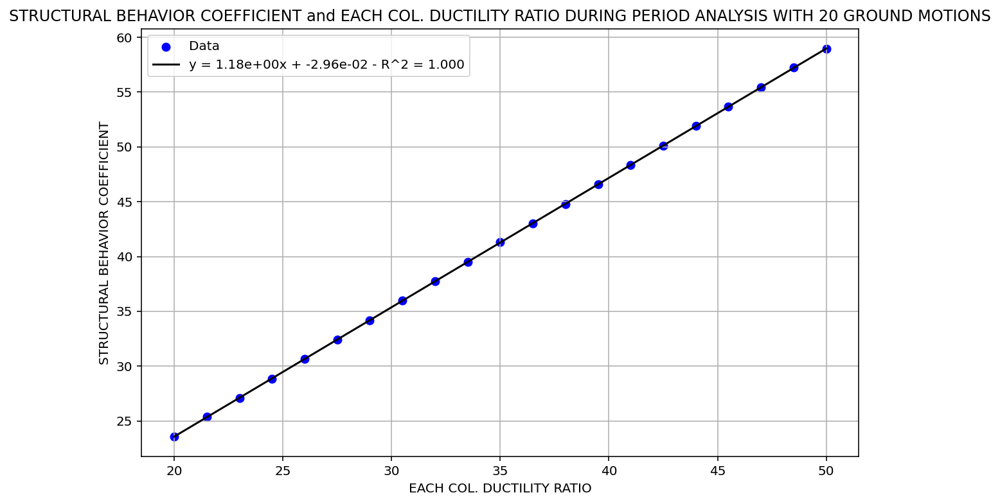 STRUCTURAL BEHAVIOR COEFFICIENT and EACH COL. DUCTILITY RATIO DURING PERIOD ANALYSIS WITH 20 GROUND MOTIONS
Data
y = 1.18e+00x + -2.96e-02 - R^2 = 1.000
STRUCTURAL BEHAVIOR COEFFICIENT
60
55
50
45
40
35
30
25
20 25 30 35 40 45 50
EACH COL. DUCTILITY RATIO